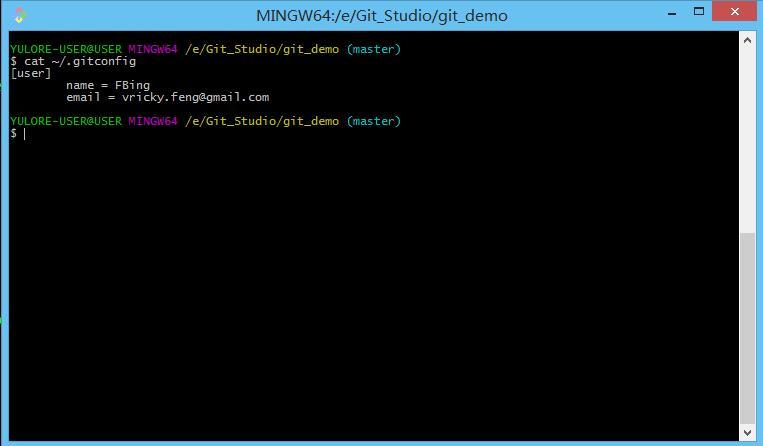 MINGW64:/e/Git_Studio/git_demo
YULORE-USER@USER MINGW64 /e/Git_Studio/git_demo (master)
$ cat ~/.gitconfig
[user]
        name = FBing
        email = vricky.feng@gmail.com
YULORE-USER@USER MINGW64 /e/Git_Studio/git_demo (master)
$